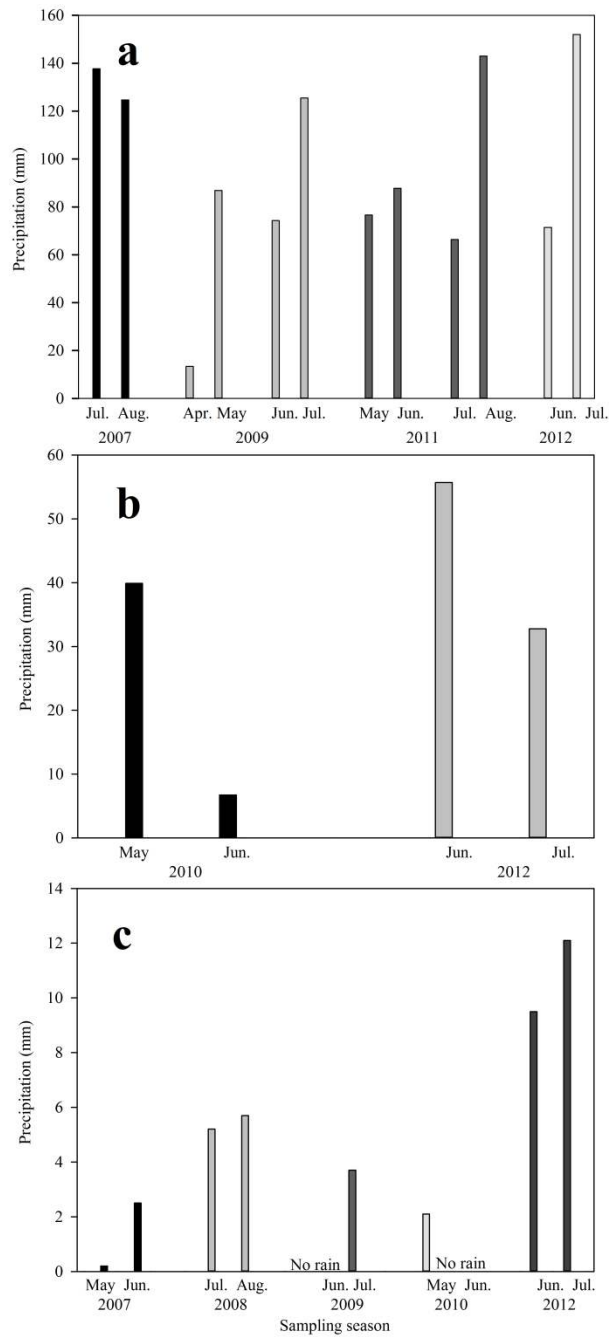 160
a
140
120
100
80
60
40
20
0
Precipitation (mm)
Jul. Aug. Apr. May Jun. Jul. May Jun. Jul. Aug. Jun. Jul.
2007 2009 2011 2012
60
b
50
40
30
20
10
0
Precipitation (mm)
May Jun. Jun. Jul.
2010 2012
14
c
12
10
8
6
4
2
0
Precipitation (mm)
No rain No rain
May Jun. Jul. Aug. Jun. Jul. May Jun. Jun. Jul.
2007 2008 2009 2010 2012
Sampling season